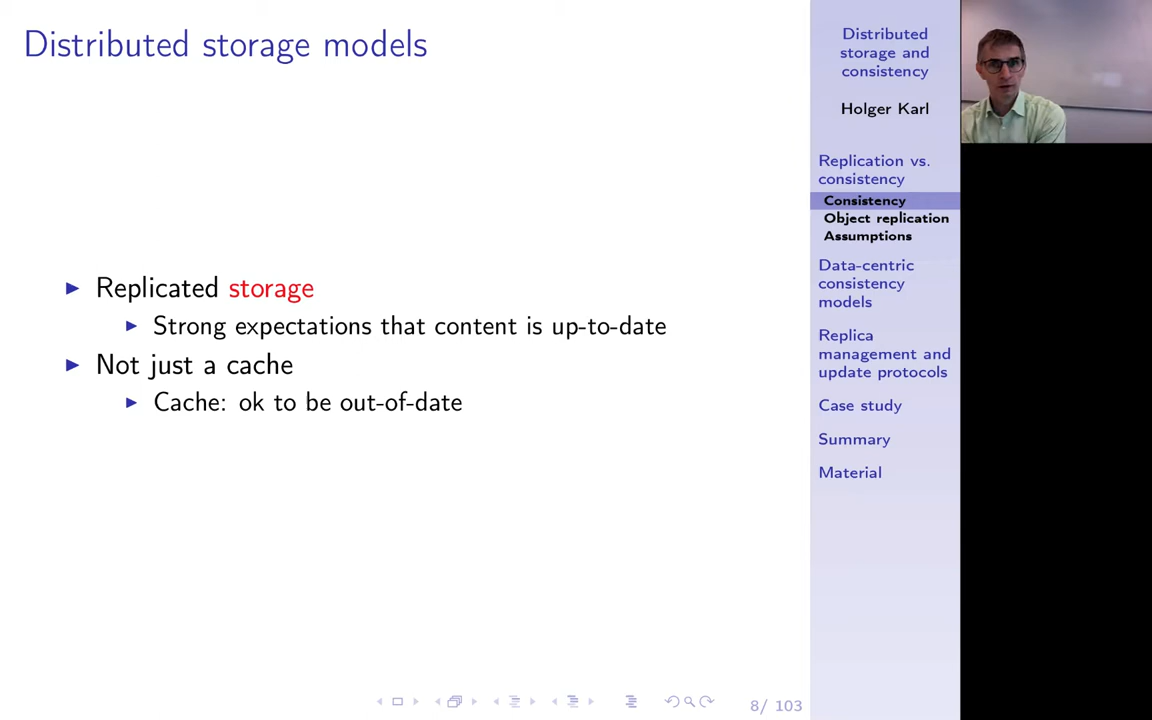 Distributed storage models
Replicated storage
Strong expectations that content is up-to-date
Not just a cache
Cache: ok to be out-of-date
8/ 103
Distributed
storage and
consistency
Holger Karl
Replication vs.
consistency
Consistency
Object replication
Assumptions
Data-centric
consistency
models
Replica
management and
update protocols
Case study
Summary
Material